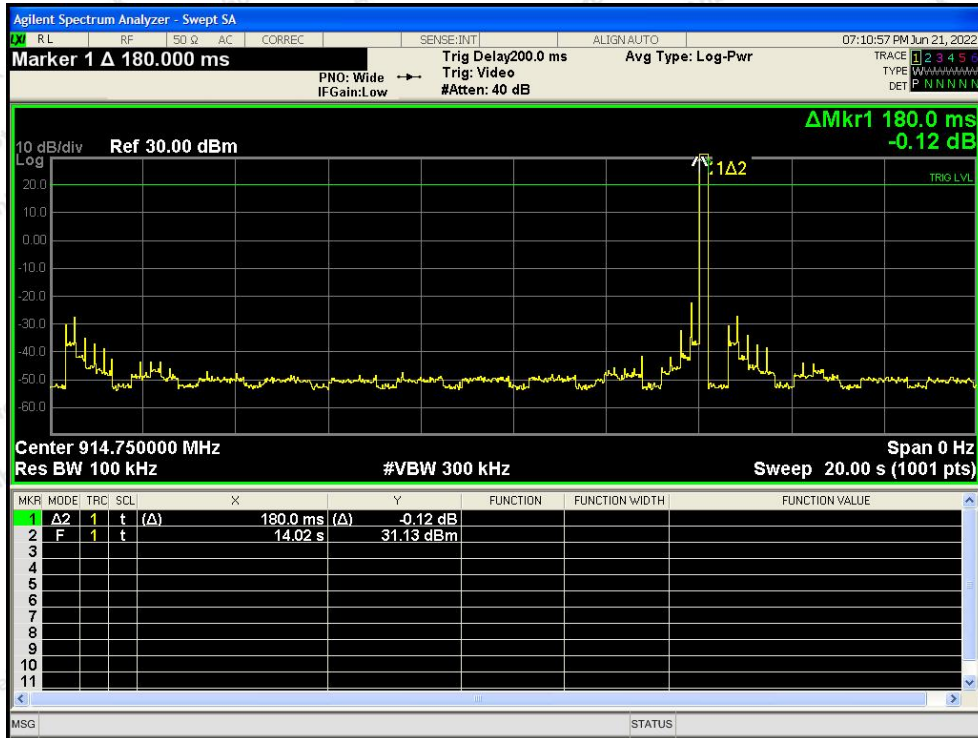 Agilent Spectrum Analyzer - Swept SA
LXI RL RF 50 Ω AC CORREC SENSE:INT ALIGNAUTO 07:10:57 PM Jun 21, 2022
Marker 1 Δ 180.000 ms
PNO: Wide
IFGain:Low
Trig Delay200.0 ms
Trig: Video
#Atten: 40 dB
Avg Type: Log-Pwr
TRACE 1 2 3 4 5 6
TYPE WWWWWW
DET P N N N N N
ΔMkr1 180.0 ms
-0.12 dB
10 dB/div Ref 30.00 dBm
Log
1Δ2
20.0
TRIG LVL
10.0
0.00
-10.0
-20.0
-30.0
-40.0
-50.0
-60.0
Center 914.750000 MHz Span 0 Hz
Res BW 100 kHz #VBW 300 kHz Sweep 20.00 s (1001 pts)
MKR MODE TRC SCL X Y FUNCTION FUNCTION WIDTH FUNCTION VALUE
1 Δ2 1 t (Δ) 180.0 ms (Δ) -0.12 dB
2 F 1 t 14.02 s 31.13 dBm
3
4
5
6
7
8
9
10
11
MSG STATUS